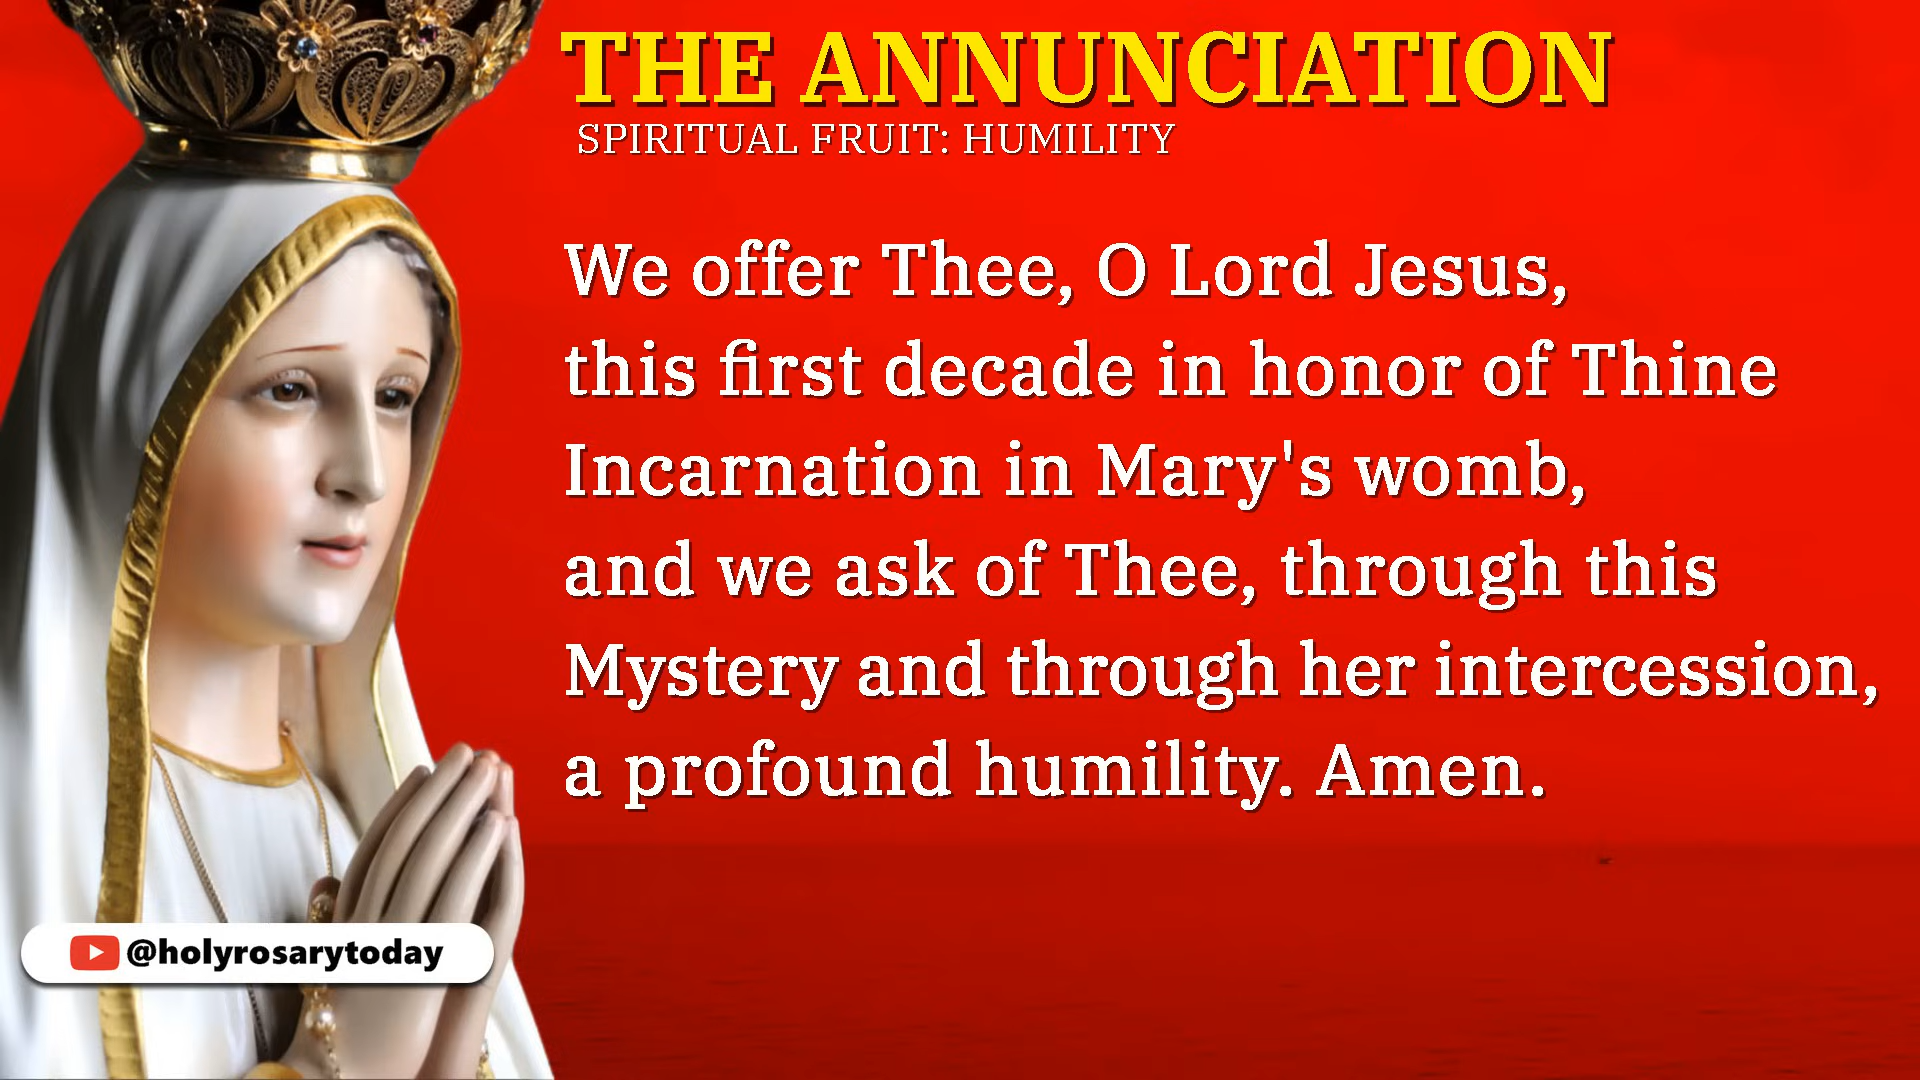 THE ANNUNCIATION
SPIRITUAL FRUIT: HUMILITY
We offer Thee, O Lord Jesus,
this first decade in honor of Thine
Incarnation in Mary's womb,
and we ask of Thee, through this
Mystery and through her intercession,
a profound humility. Amen.
@holyrosarytoday